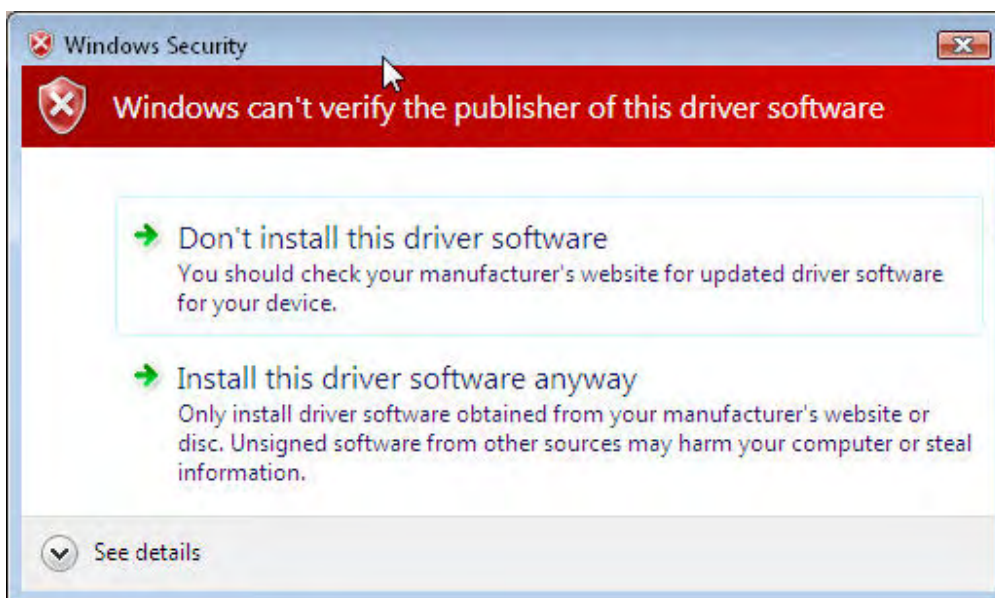 Windows Security
Windows can't verify the publisher of this driver software
Don't install this driver software
You should check your manufacturer's website for updated driver software
for your device.
Install this driver software anyway
Only install driver software obtained from your manufacturer's website or
disc. Unsigned software from other sources may harm your computer or steal
information.
See details